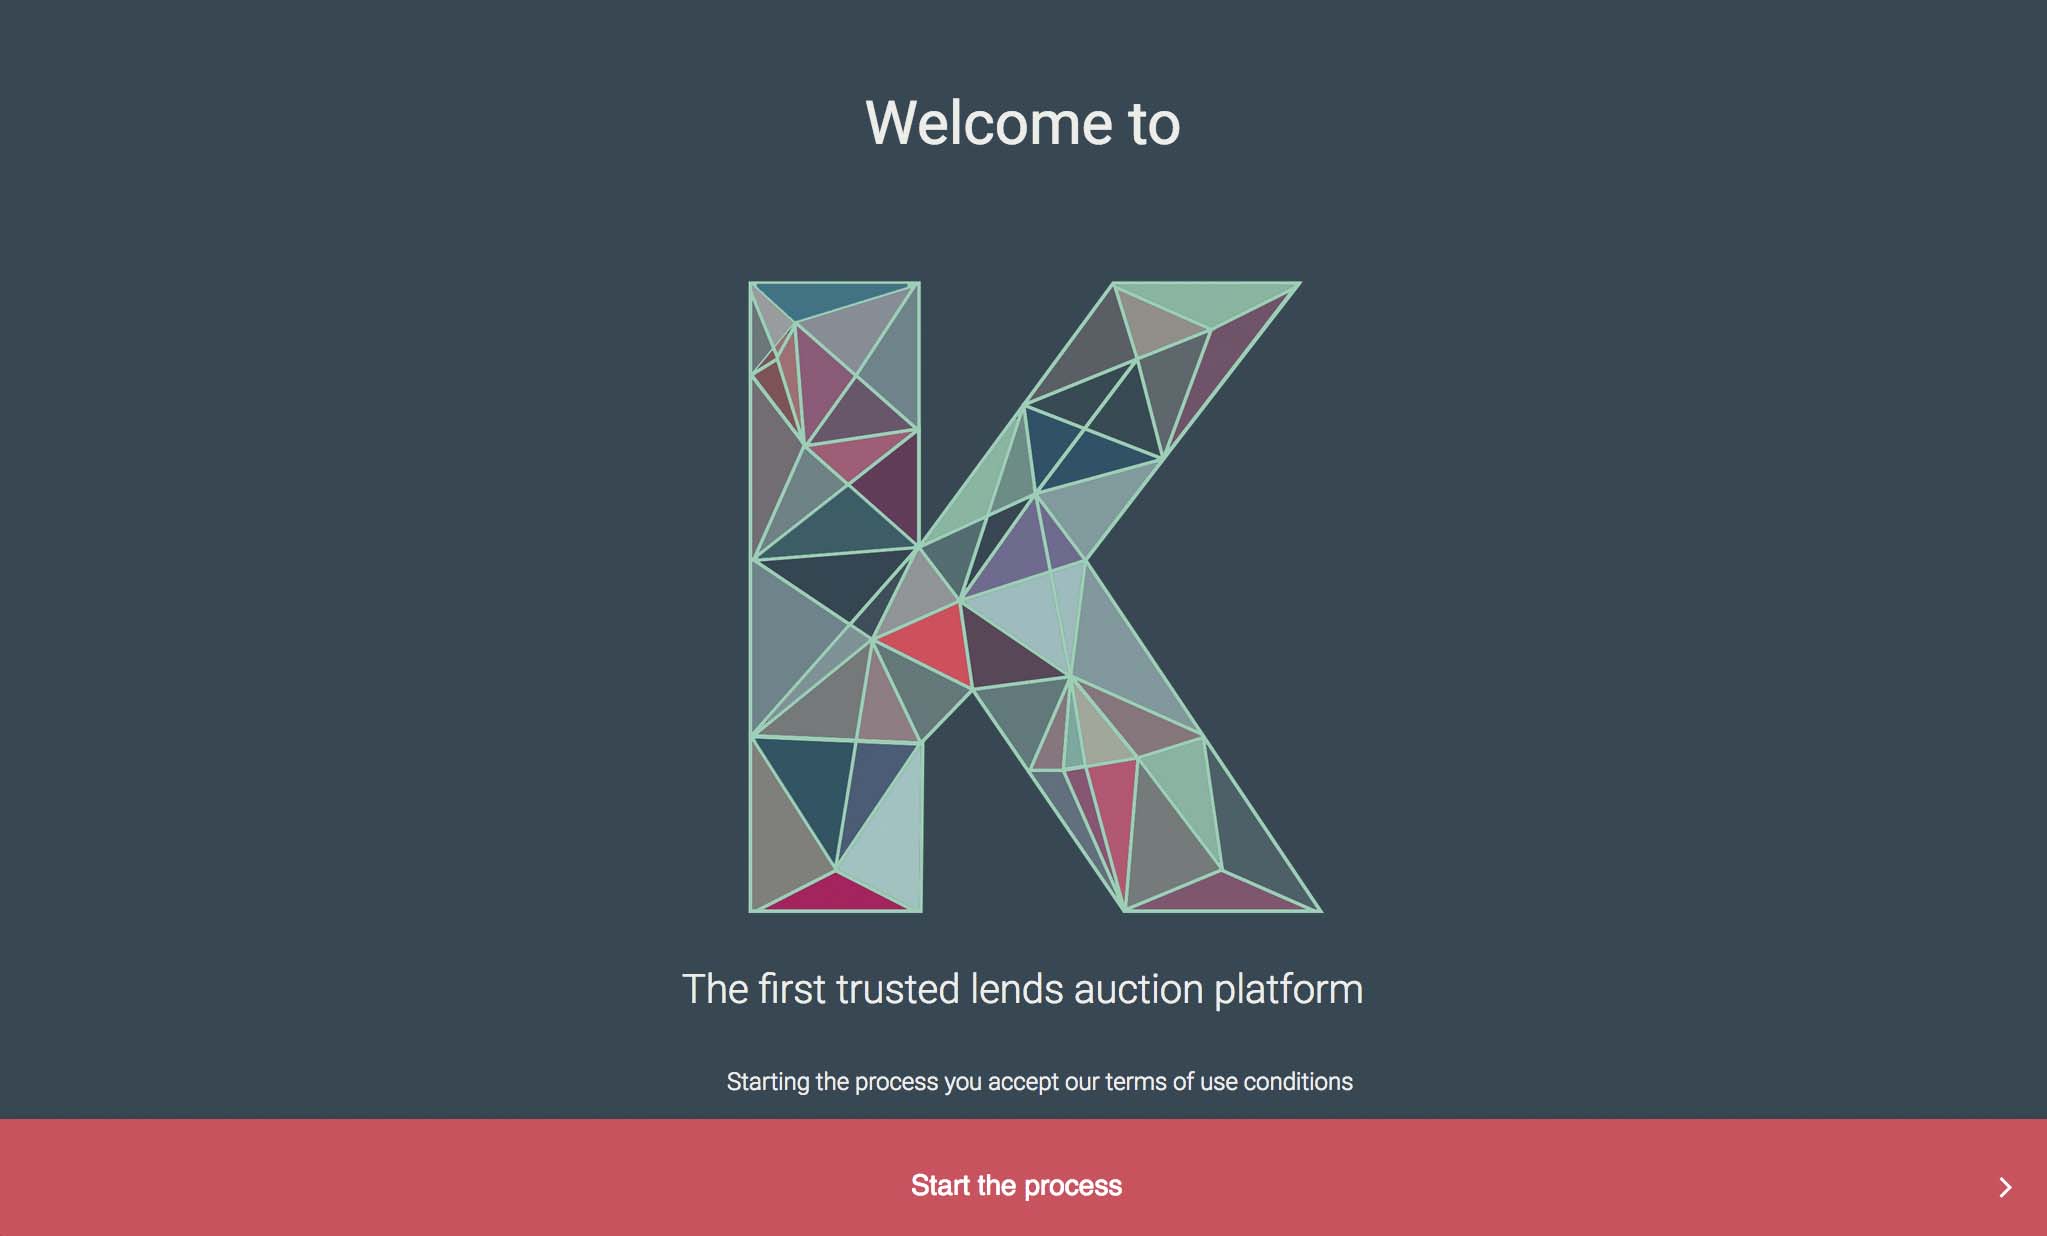 Welcome to
K
The first trusted lends auction platform
Starting the process you accept our terms of use conditions
Start the process